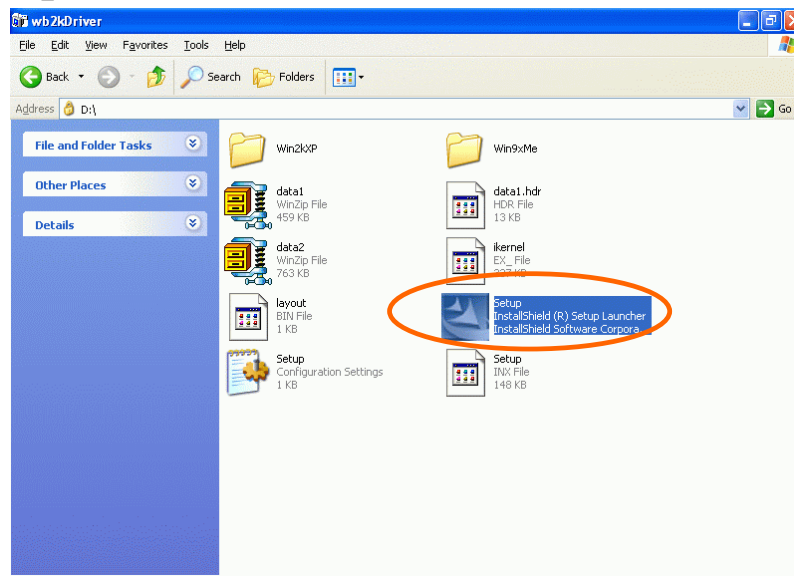 wb2kDriver
File Edit View Favorites Tools Help
Back Search Folders
Address D:\ Go
File and Folder Tasks
Other Places
Details
Win2kXP
Win9xMe
data1
WinZip File
459 KB
data1.hdr
HDR File
13 KB
data2
WinZip File
763 KB
ikernel
EX_ File
layout
BIN File
1 KB
Setup
InstallShield (R) Setup Launcher
InstallShield Software Corpora...
Setup
Configuration Settings
1 KB
Setup
INX File
148 KB